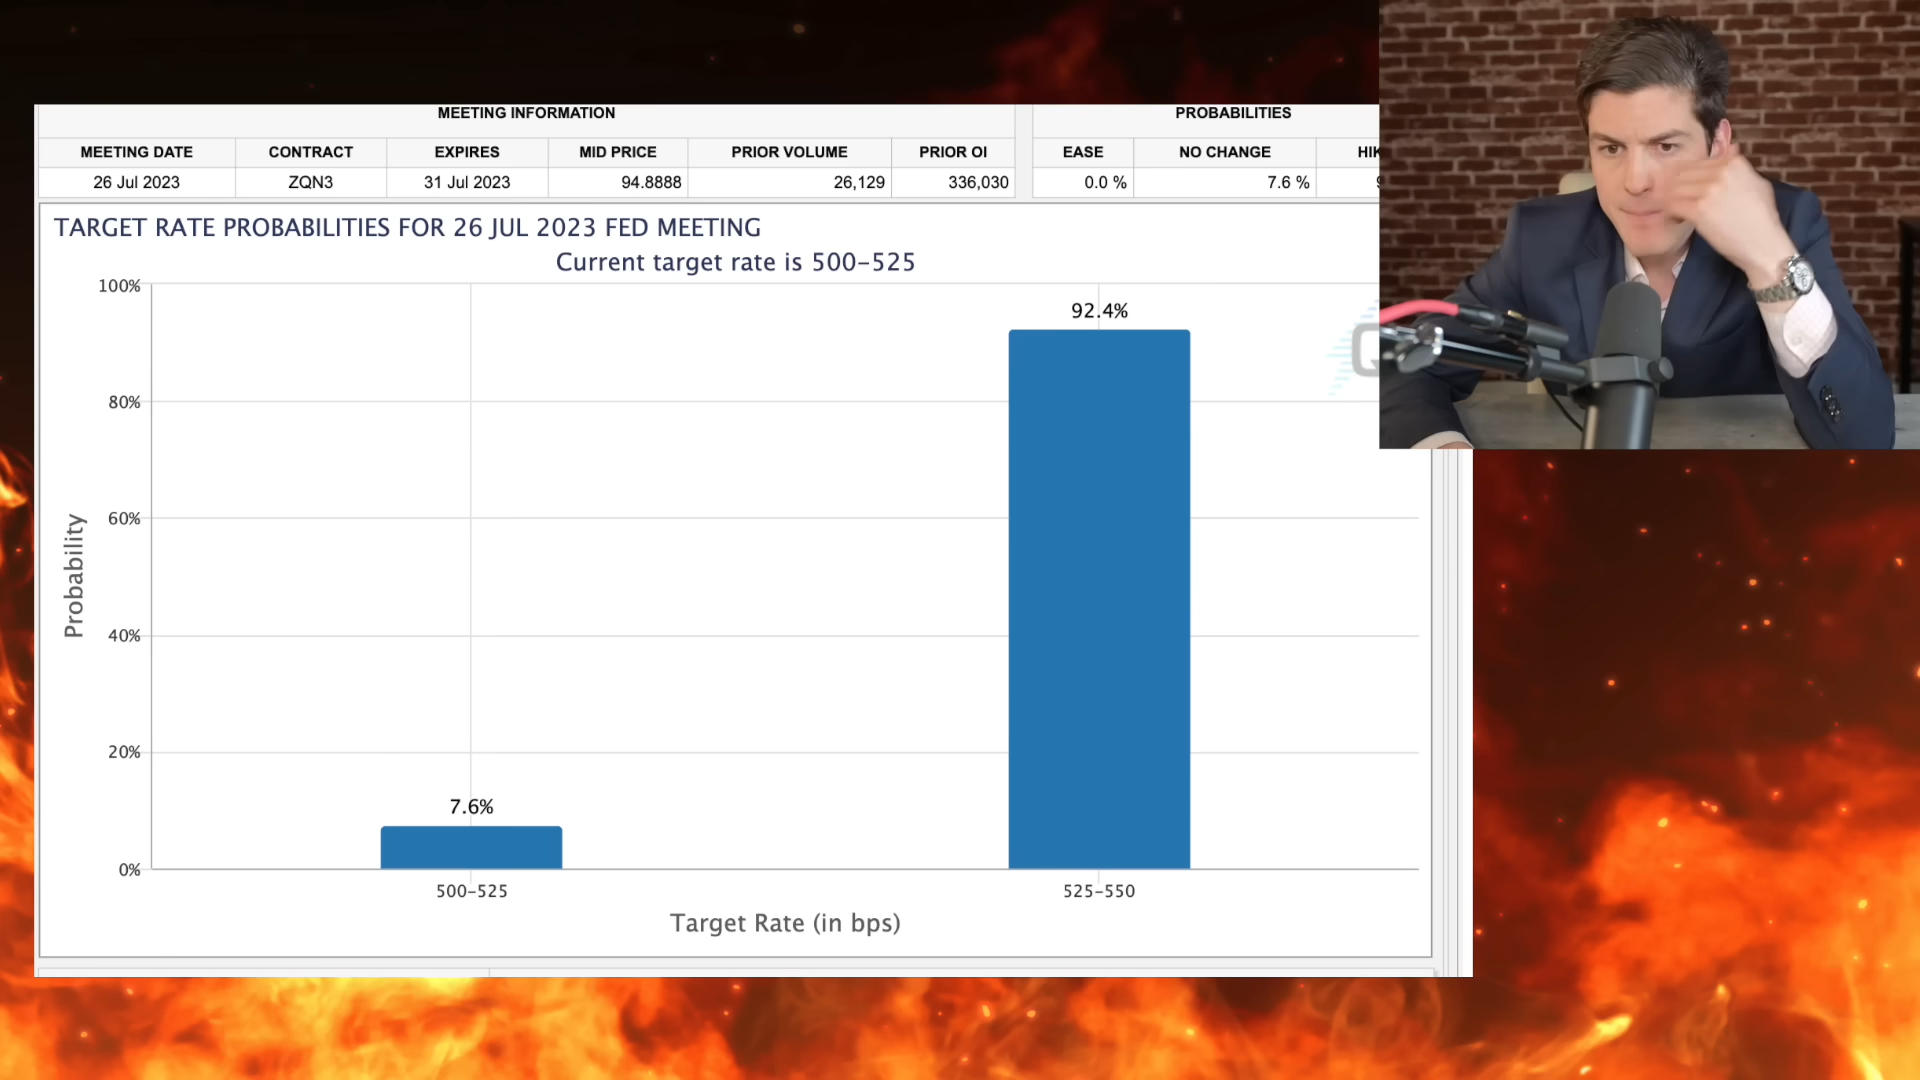 MEETING INFORMATION
PROBABILITIES
MEETING DATE CONTRACT EXPIRES MID PRICE PRIOR VOLUME PRIOR OI EASE NO CHANGE HIK
26 Jul 2023 ZQN3 31 Jul 2023 94.8888 26,129 336,030 0.0 % 7.6 %
TARGET RATE PROBABILITIES FOR 26 JUL 2023 FED MEETING
Current target rate is 500–525
100%
92.4%
Q
80%
60%
Probability
40%
20%
7.6%
0%
500–525 525–550
Target Rate (in bps)